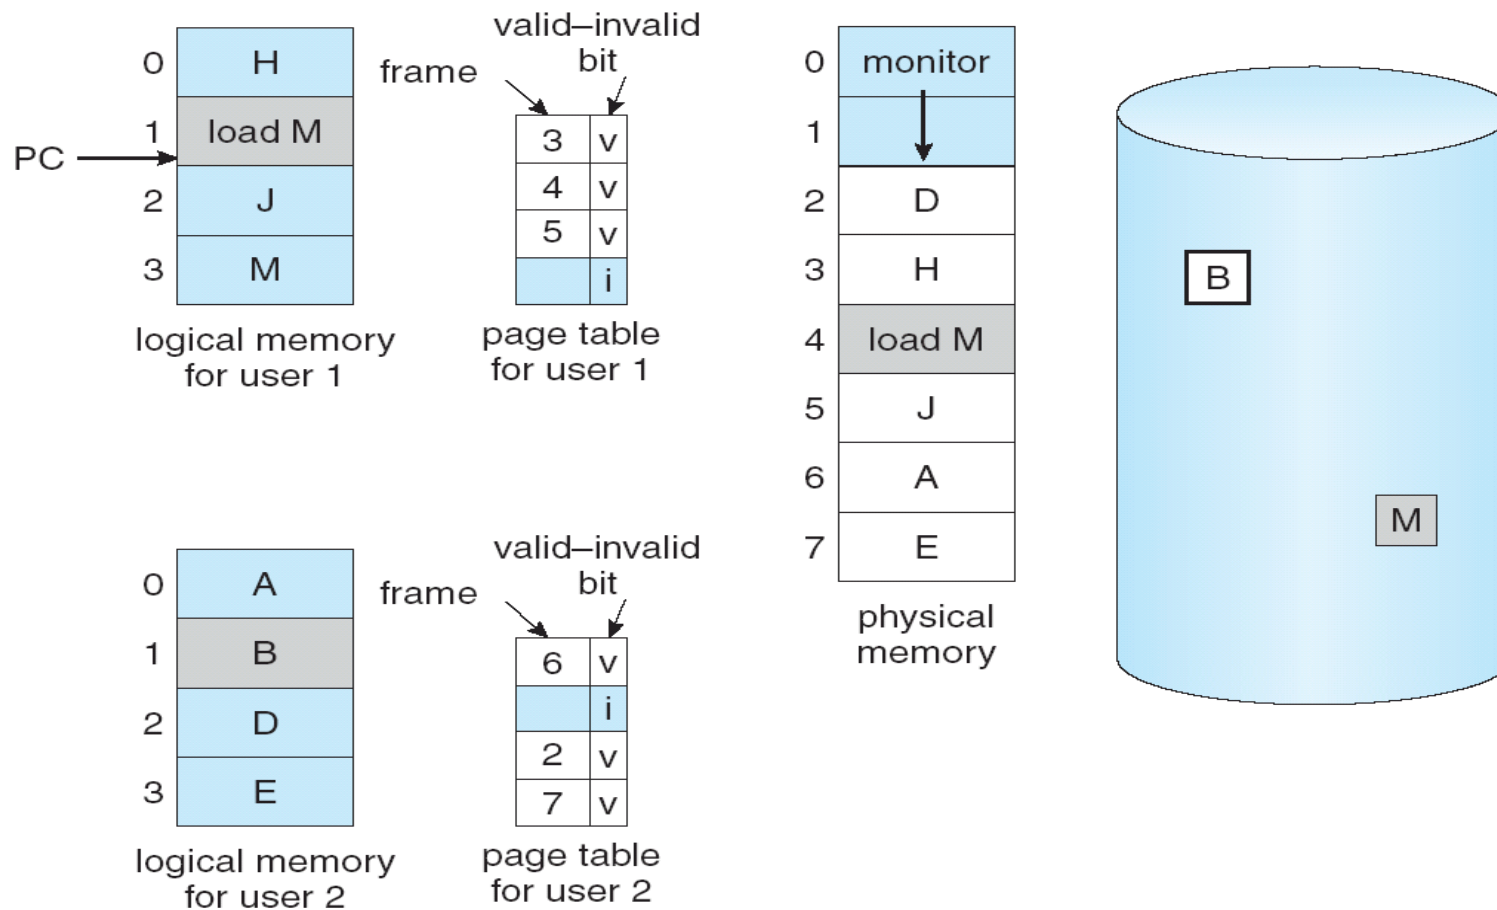 valid–invalid
bit
frame
0 H
1 load M
2 J
3 M
PC
3 v
4 v
5 v
i
logical memory
for user 1
page table
for user 1
0 monitor
1
2 D
3 H
4 load M
5 J
6 A
7 E
physical
memory
B
M
valid–invalid
bit
frame
0 A
1 B
2 D
3 E
6 v
i
2 v
7 v
logical memory
for user 2
page table
for user 2